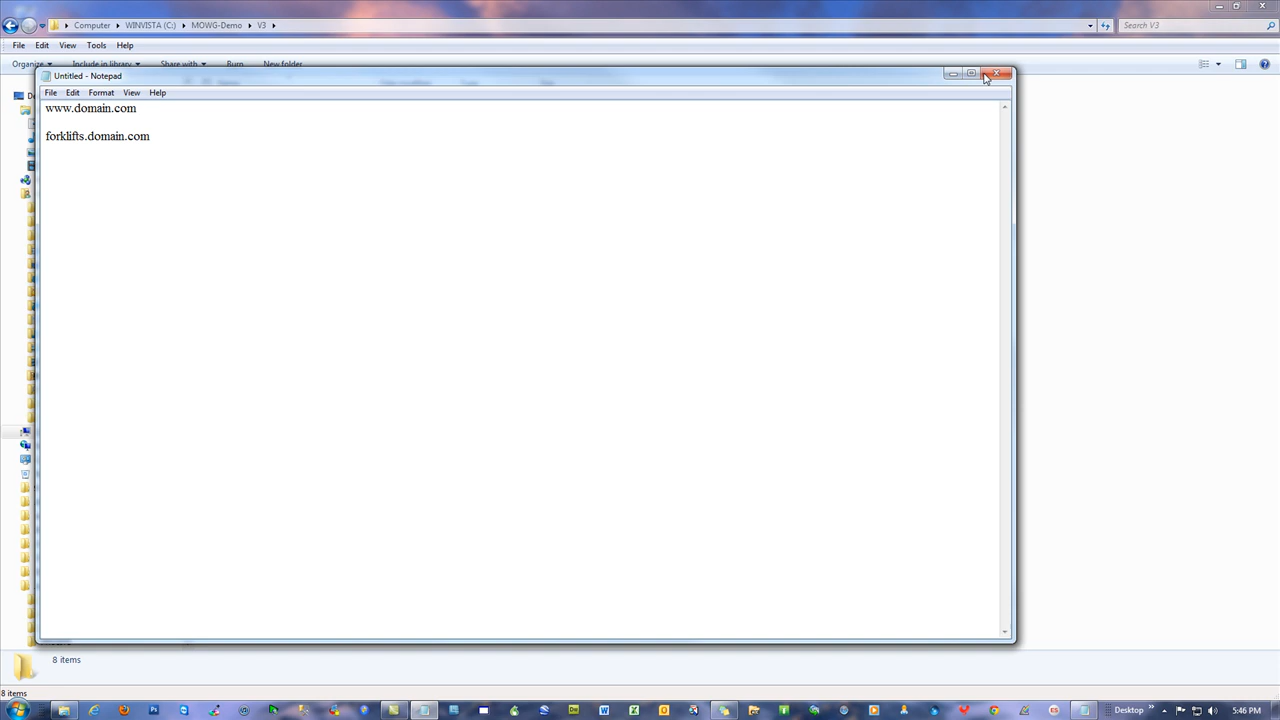 Computer WINVISTA (C:) MOWG-Demo V3 Search V3
File Edit View Tools Help
Organize Include in library Share with Burn New folder
Untitled - Notepad
File Edit Format View Help
www.domain.com
forklifts.domain.com
8 items
8 items
Desktop 5:46 PM